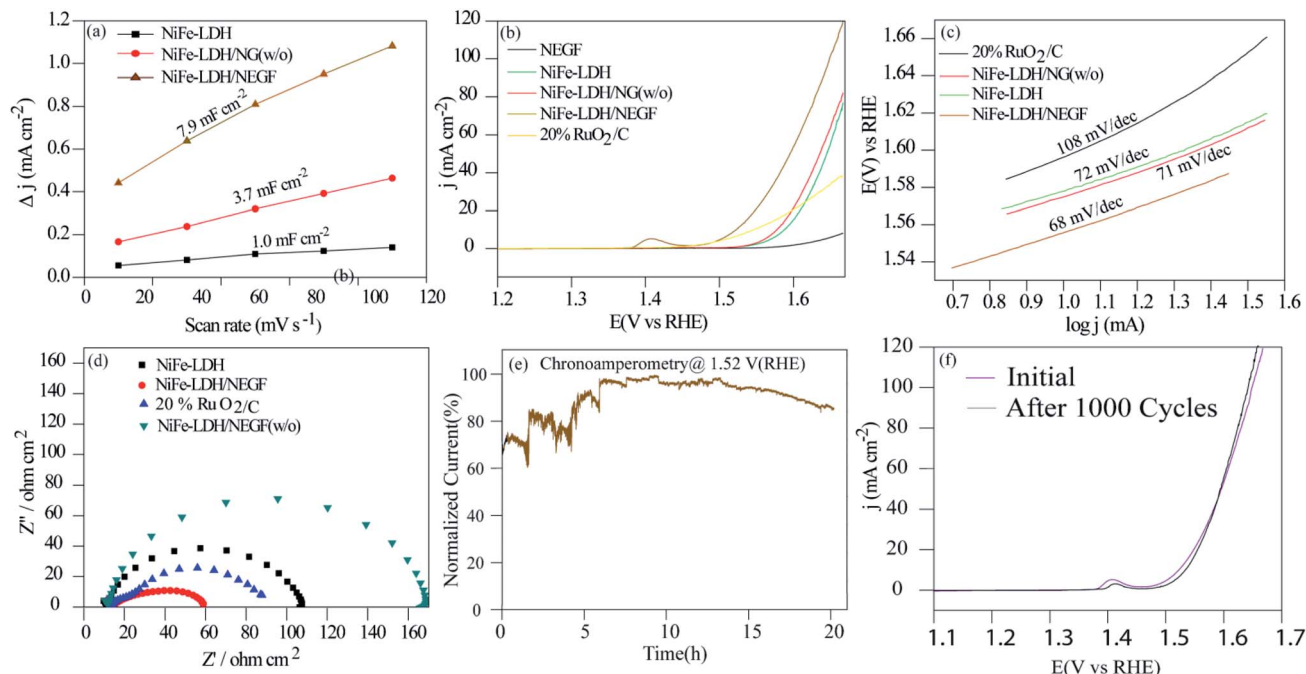 (a)
NiFe-LDH
NiFe-LDH/NG(w/o)
NiFe-LDH/NEGF
7.9 mF cm-2
3.7 mF cm-2
1.0 mF cm-2
(b)
Δ j (mA cm-2)
1.2
1.0
0.8
0.6
0.4
0.2
0.0
0 20 40 60 80 100 120
Scan rate (mV s-1)
(b)
NEGF
NiFe-LDH
NiFe-LDH/NG(w/o)
NiFe-LDH/NEGF
20% RuO2/C
j (mA cm-2)
120
100
80
60
40
20
0
1.2 1.3 1.4 1.5 1.6
E(V vs RHE)
(c)
20% RuO2/C
NiFe-LDH/NG(w/o)
NiFe-LDH
NiFe-LDH/NEGF
108 mV/dec
72 mV/dec
71 mV/dec
68 mV/dec
E(V) vs RHE
1.66
1.64
1.62
1.60
1.58
1.56
1.54
0.7 0.8 0.9 1.0 1.1 1.2 1.3 1.4 1.5 1.6
log j (mA)
(d)
NiFe-LDH
NiFe-LDH/NEGF
20 % Ru O2/C
NiFe-LDH/NEGF(w/o)
Z'' / ohm cm2
160
140
120
100
80
60
40
20
0
0 20 40 60 80 100 120 140 160
Z' / ohm cm2
(e)
Chronoamperometry@ 1.52 V(RHE)
Normalized Current(%)
100
80
60
40
20
100
0 5 10 15 20
Time(h)
(f)
Initial
After 1000 Cycles
j (mA cm-2)
120
100
80
60
40
20
0
1.1 1.2 1.3 1.4 1.5 1.6 1.7
E(V vs RHE)